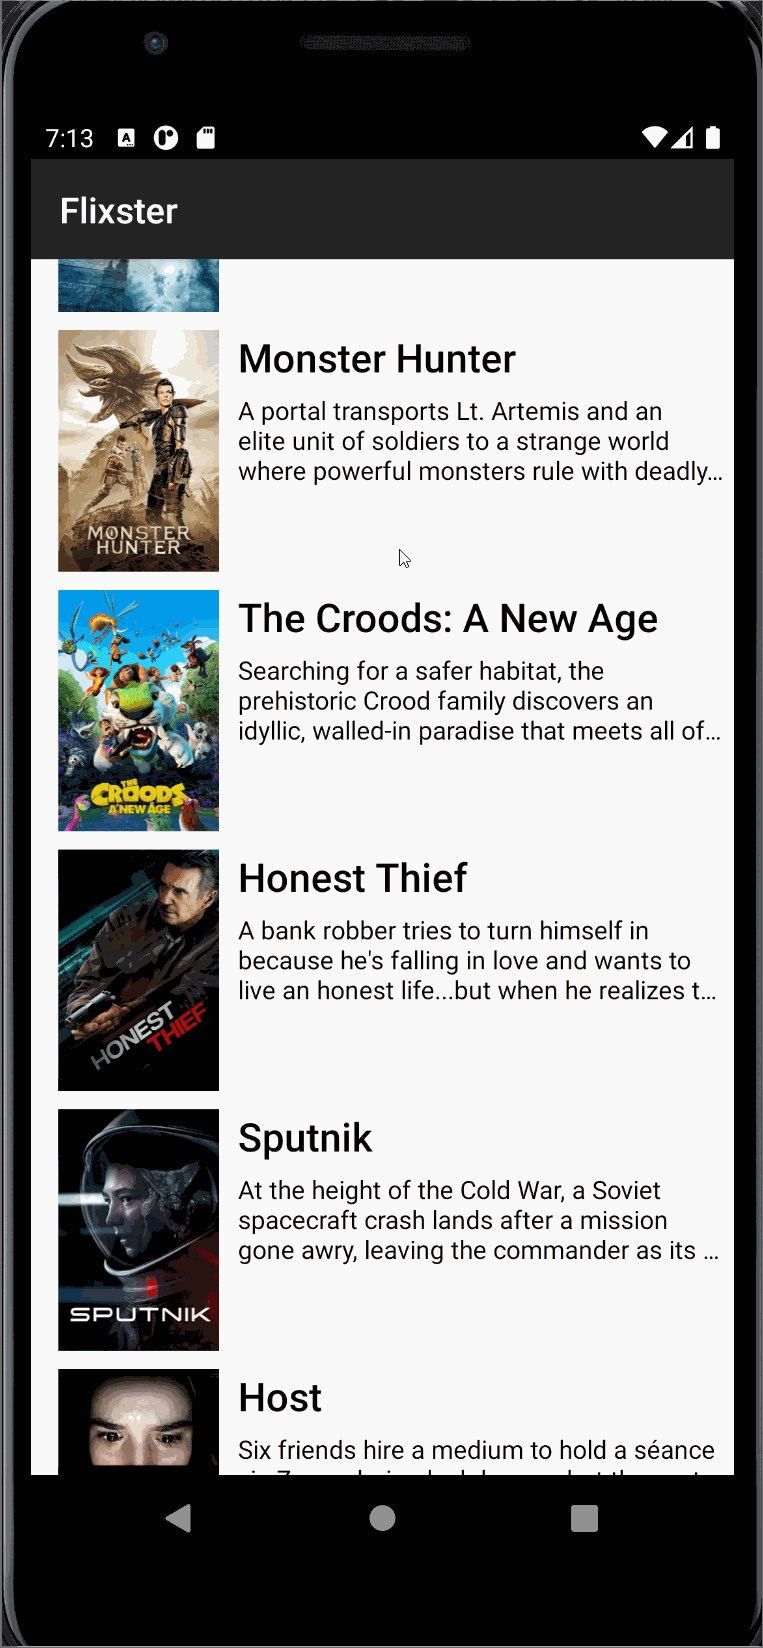 7:13
Flixster
Monster Hunter
A portal transports Lt. Artemis and an
elite unit of soldiers to a strange world
where powerful monsters rule with deadly…
MONSTER
HUNTER
The Croods: A New Age
Searching for a safer habitat, the
prehistoric Crood family discovers an
idyllic, walled-in paradise that meets all of…
THE
CROODS
A NEW AGE
Honest Thief
A bank robber tries to turn himself in
because he's falling in love and wants to
live an honest life...but when he realizes t…
HONEST
THIEF
Sputnik
At the height of the Cold War, a Soviet
spacecraft crash lands after a mission
gone awry, leaving the commander as its …
SPUTNIK
Host
Six friends hire a medium to hold a séance